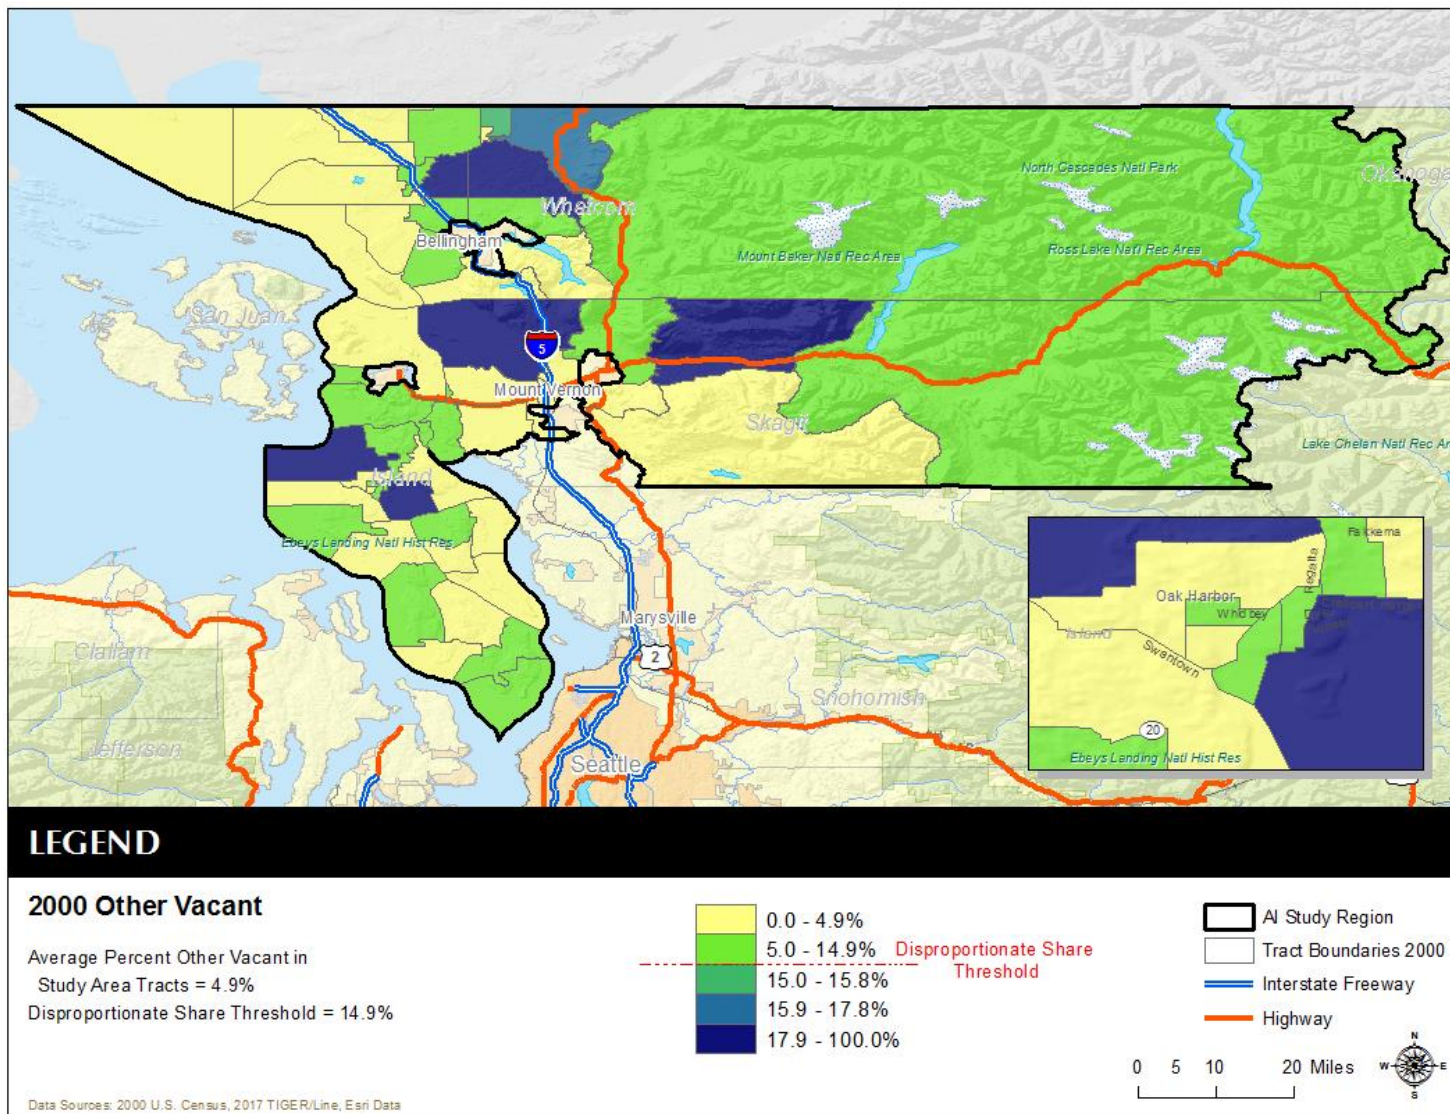 Okanoga
North Cascades Natl Park
Whatcom
Bellingham
Mount Baker Natl Rec Area
Ross Lake Natl Rec Area
San Juan
5
Mount Vernon
Skagit
Lake Chelan Natl Rec Ar
Island
Ebeys Landing Natl Hist Res
Marysville
2
Clallam
Snohomish
Jefferson
Seattle
Fakkema
Regatta
Oak Harbor
Whidbey
Island
Swantown
20
Ebeys Landing Natl Hist Res
LEGEND
2000 Other Vacant
Average Percent Other Vacant in
Study Area Tracts = 4.9%
Disproportionate Share Threshold = 14.9%
0.0 - 4.9%
5.0 - 14.9%
Disproportionate Share
Threshold
15.0 - 15.8%
15.9 - 17.8%
17.9 - 100.0%
AI Study Region
Tract Boundaries 2000
Interstate Freeway
Highway
0 5 10 20 Miles
N
W E
S
Data Sources: 2000 U.S. Census, 2017 TIGER/Line, Esri Data